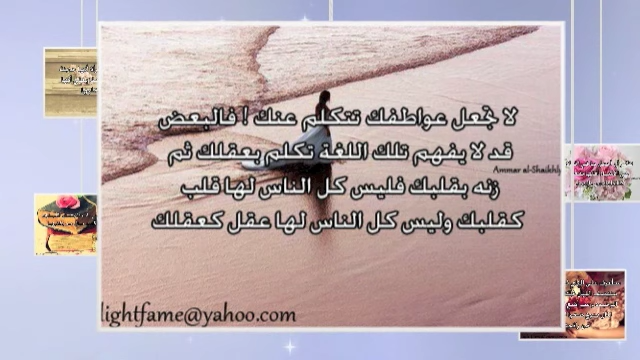 لا تجعل عواطفك تتكلم عنك ! فالبعض
قد لا يفهم تلك اللغة تكلم بعقلك ثم
Ammar al-Shaikhly
زنه بقلبك فليس كل الناس لها قلب
كقلبك وليس كل الناس لها عقل كعقلك
lightfame@yahoo.com